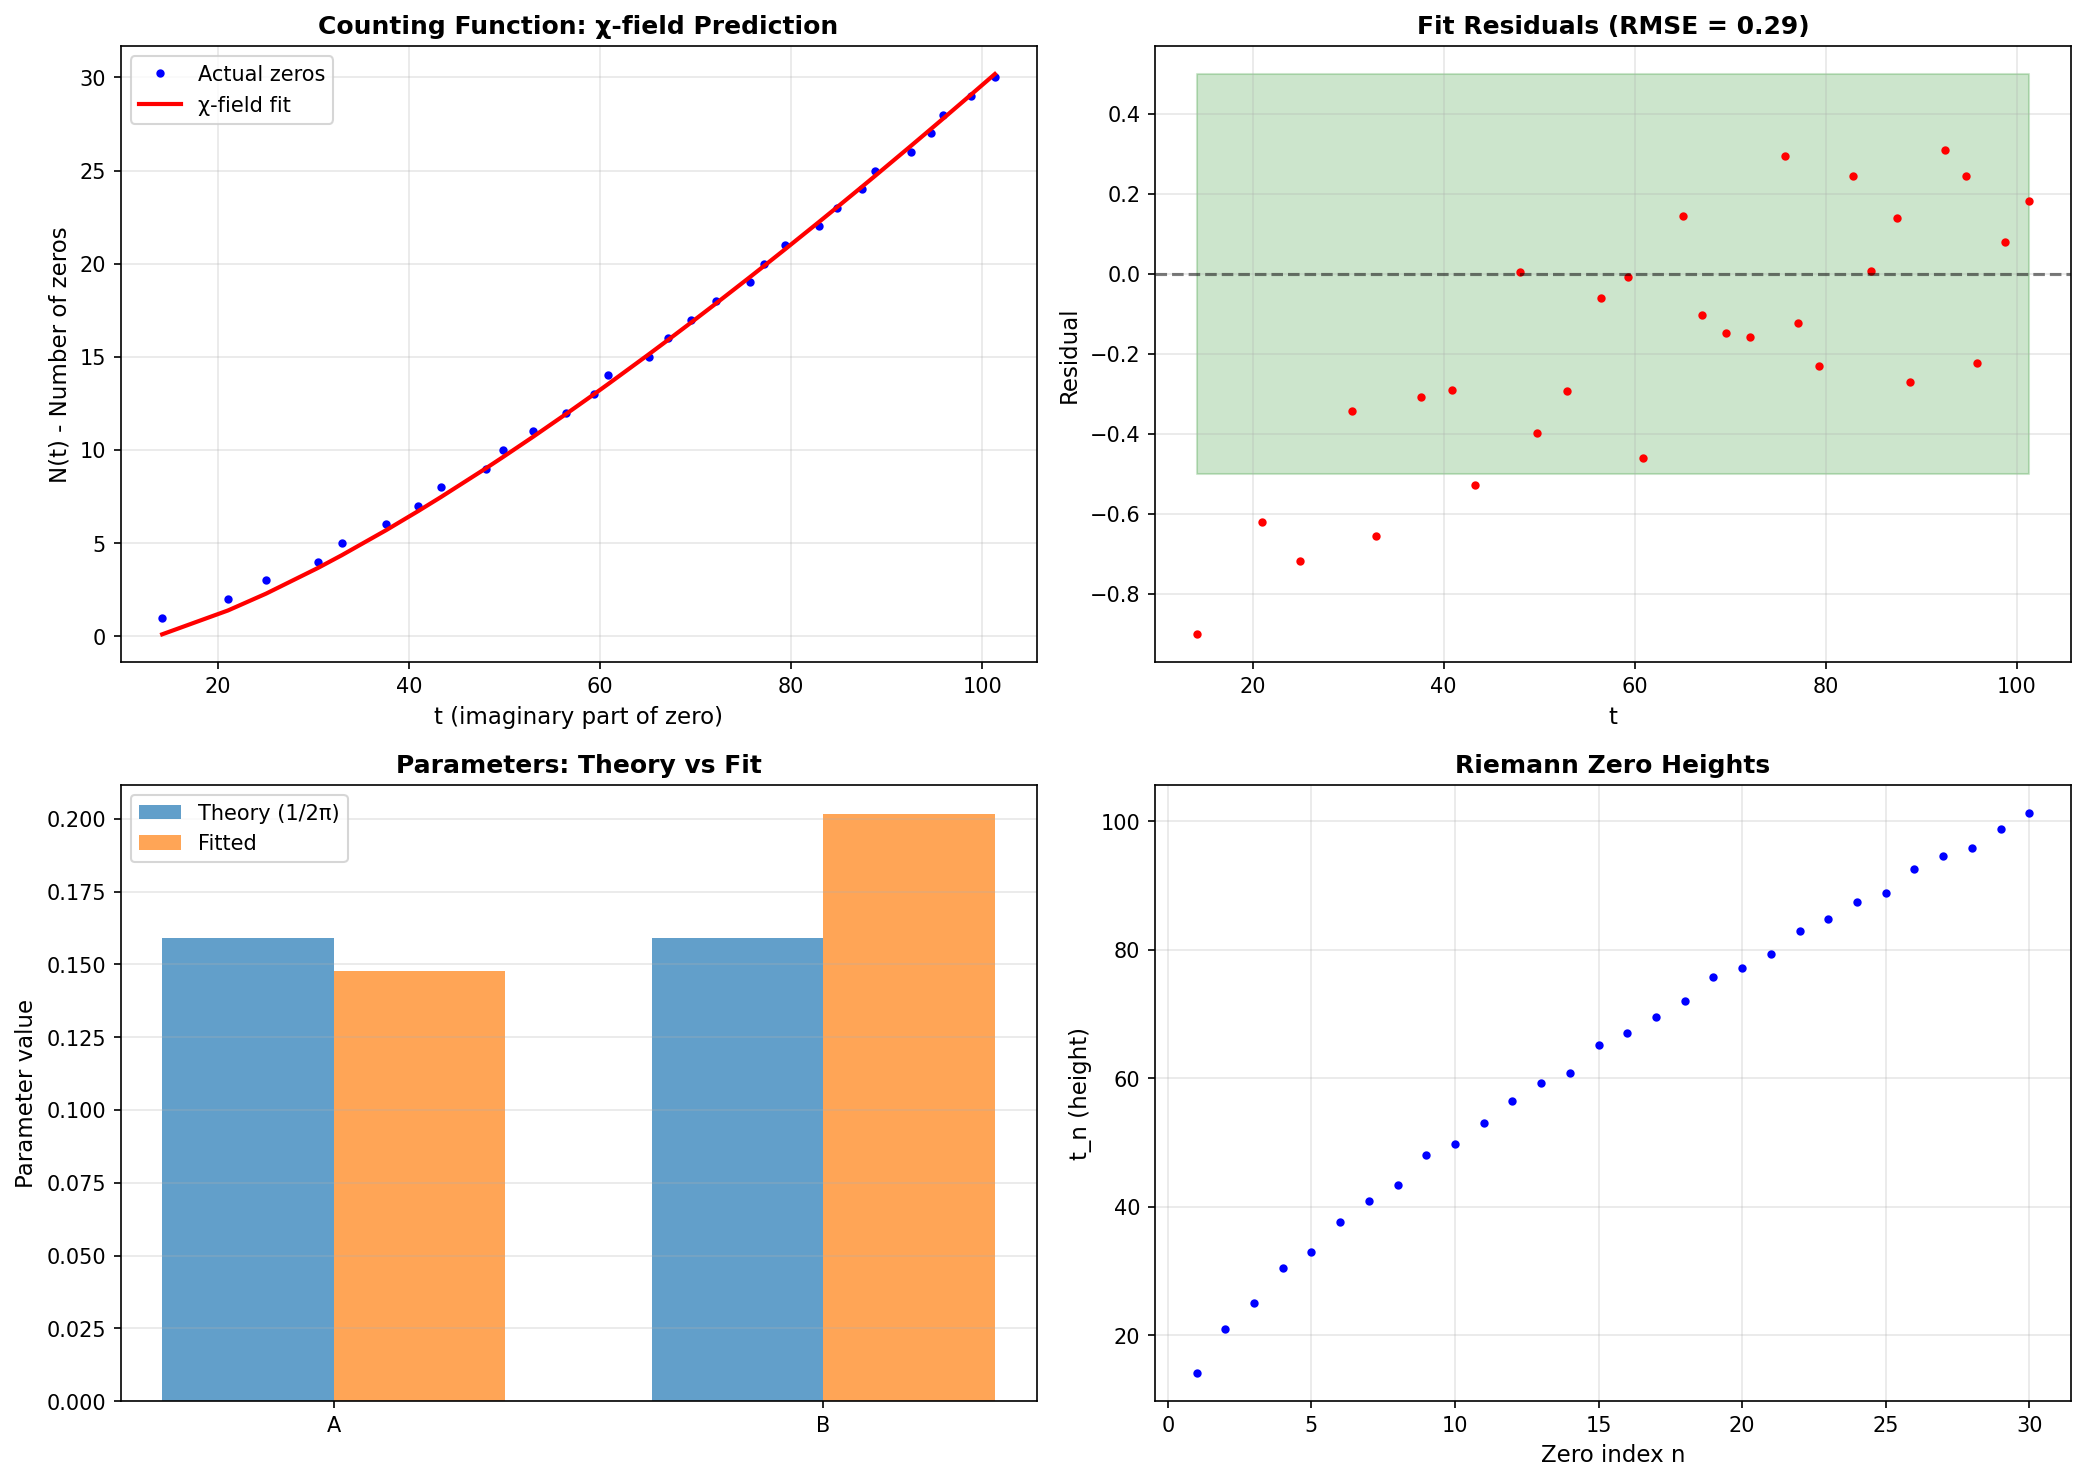 Counting Function: χ-field Prediction
Actual zeros
χ-field fit
30
25
20
15
10
5
0
N(t) - Number of zeros
20 40 60 80 100
t (imaginary part of zero)
Fit Residuals (RMSE = 0.29)
0.4
0.2
0.0
−0.2
−0.4
−0.6
−0.8
Residual
20 40 60 80 100
t
Parameters: Theory vs Fit
Theory (1/2π)
Fitted
0.200
0.175
0.150
0.125
0.100
0.075
0.050
0.025
0.000
Parameter value
A B
Riemann Zero Heights
100
80
60
40
20
t_n (height)
0 5 10 15 20 25 30
Zero index n